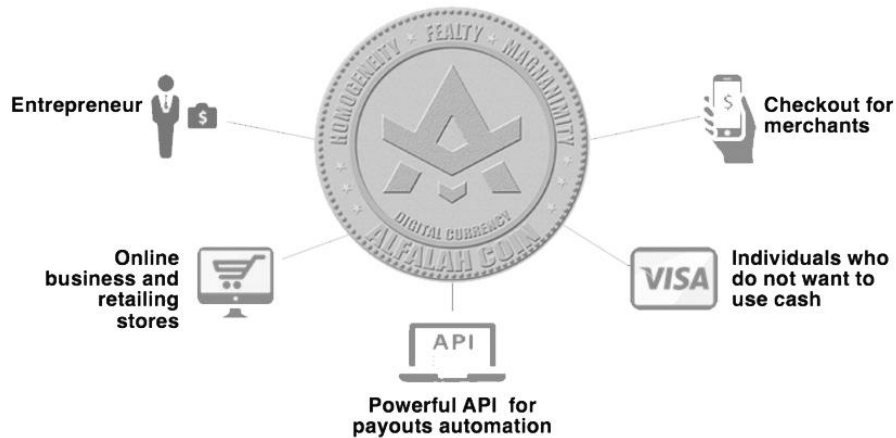 HOMOGENEITY ★ FEALTY ★ MAGNANIMITY
DIGITAL CURRENCY
ALFALAH COIN
Entrepreneur
$
$
Checkout for
merchants
Online
business and
retailing
stores
VISA
Individuals who
do not want to
use cash
API
Powerful API for
payouts automation